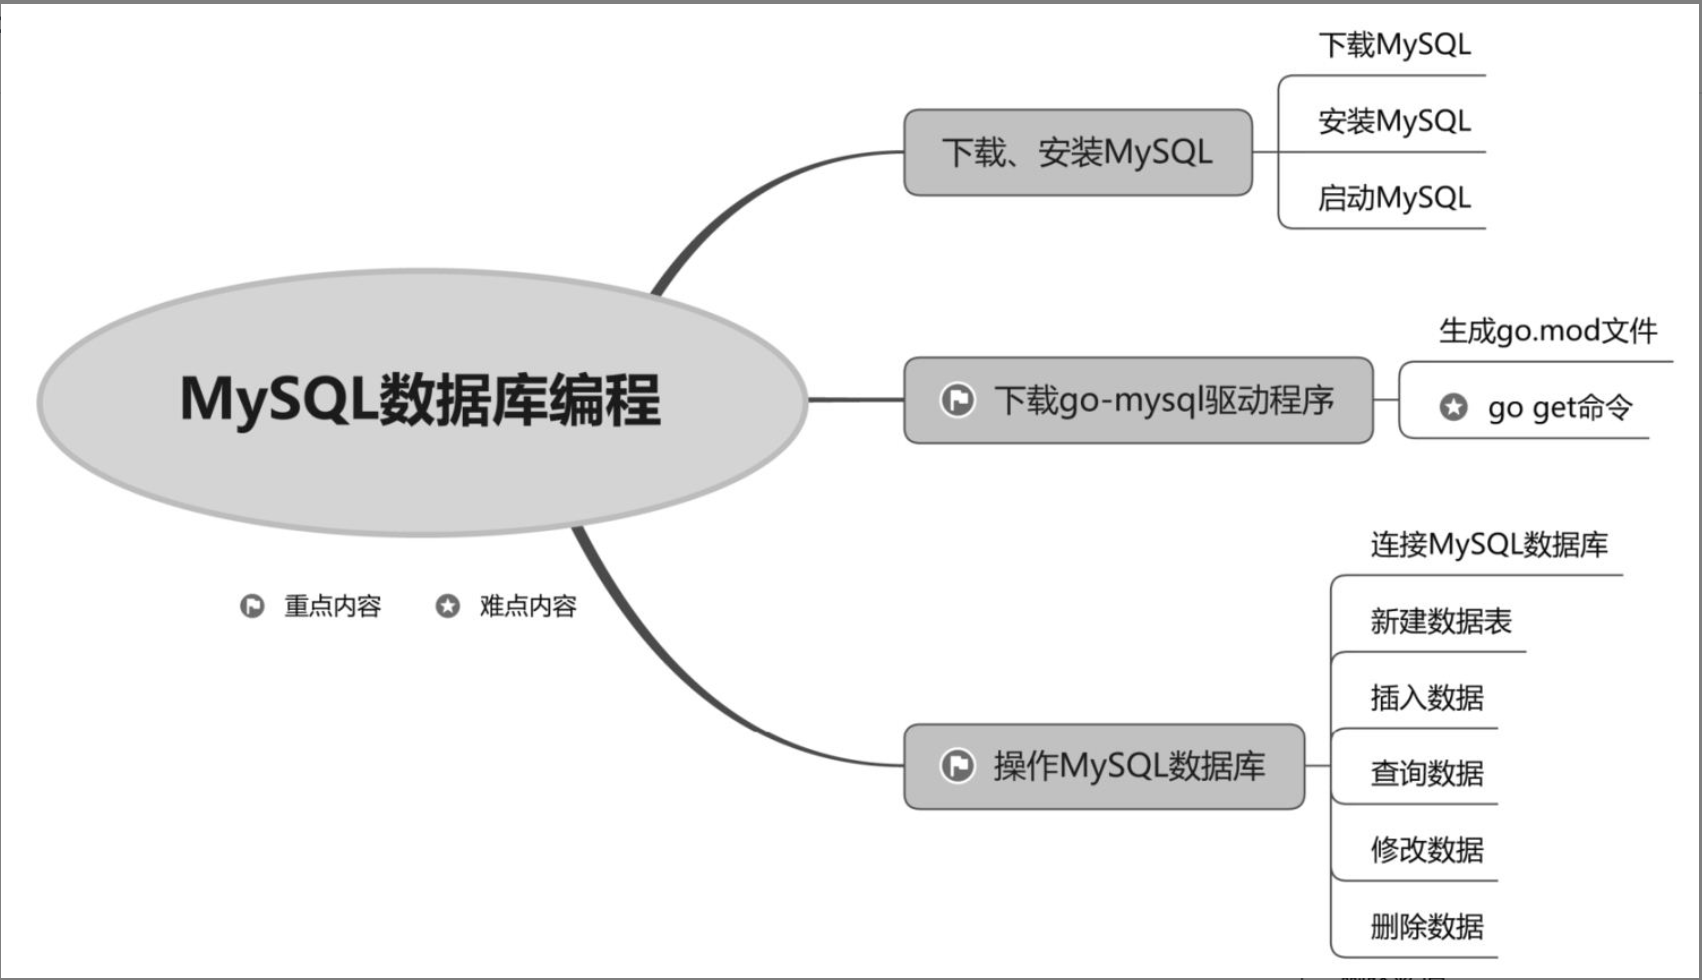 MySQL数据库编程
重点内容
难点内容
下载、安装MySQL
下载MySQL
安装MySQL
启动MySQL
下载go-mysql驱动程序
生成go.mod文件
go get命令
操作MySQL数据库
连接MySQL数据库
新建数据表
插入数据
查询数据
修改数据
删除数据